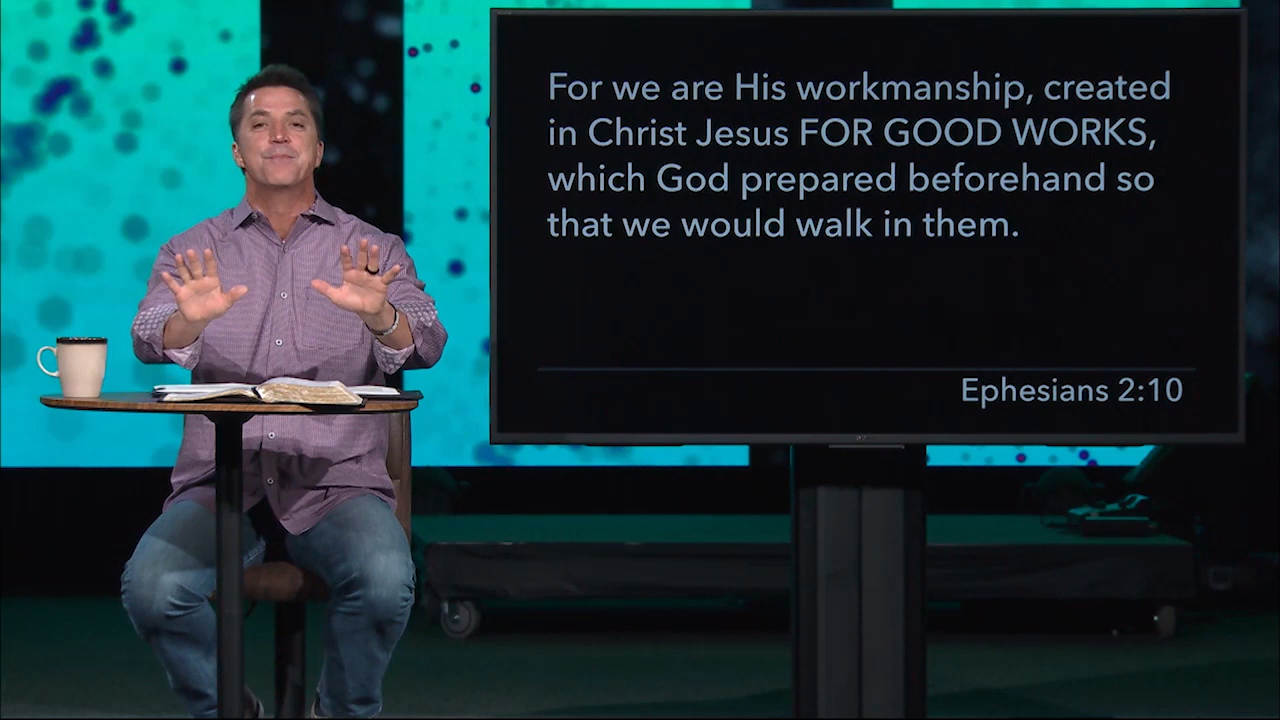 For we are His workmanship, created
in Christ Jesus FOR GOOD WORKS,
which God prepared beforehand so
that we would walk in them.
Ephesians 2:10